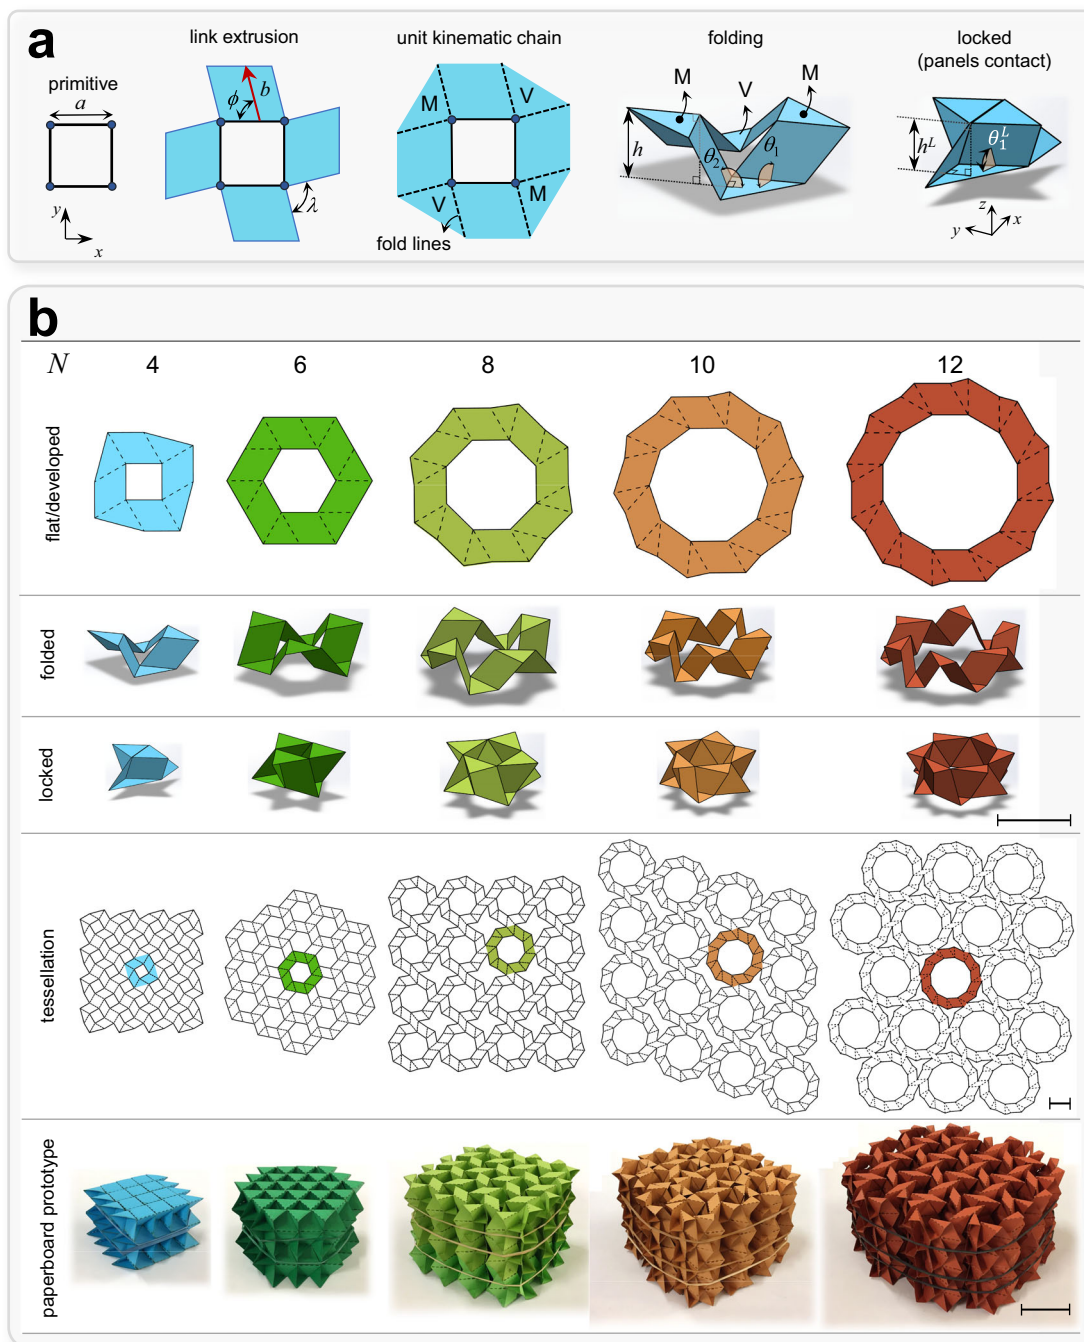 a
link extrusion
unit kinematic chain
folding
locked
(panels contact)
primitive
a
b
ϕ
λ
y
x
M
V
V
M
fold lines
M
V
M
h
θ2
θ1
hᴸ
θ1ᴸ
z
y
x
b
N 4 6 8 10 12
flat/developed
folded
locked
tessellation
paperboard prototype